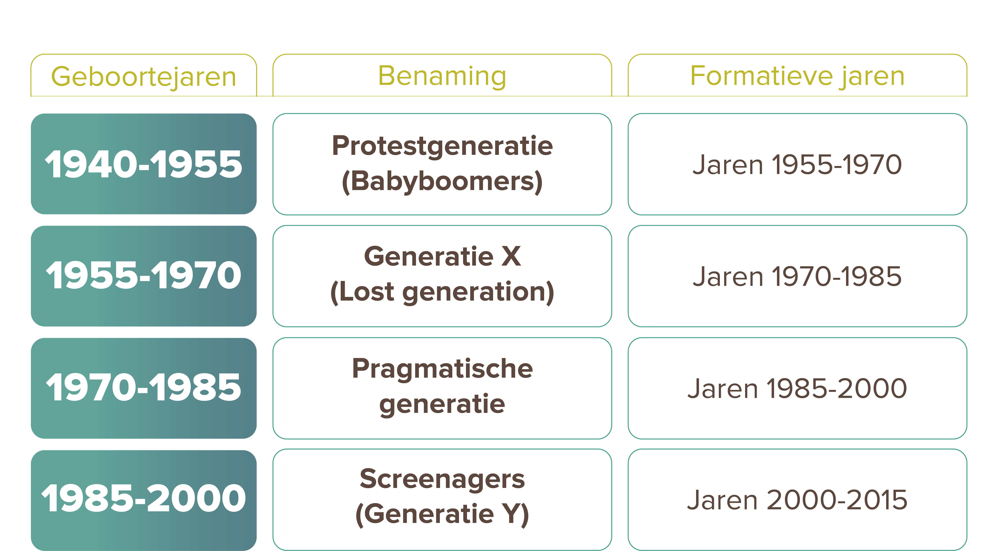 Geboortejaren
Benaming
Formatieve jaren
1940-1955
Protestgeneratie
(Babyboomers)
Jaren 1955-1970
1955-1970
Generatie X
(Lost generation)
Jaren 1970-1985
1970-1985
Pragmatische
generatie
Jaren 1985-2000
1985-2000
Screenagers
(Generatie Y)
Jaren 2000-2015